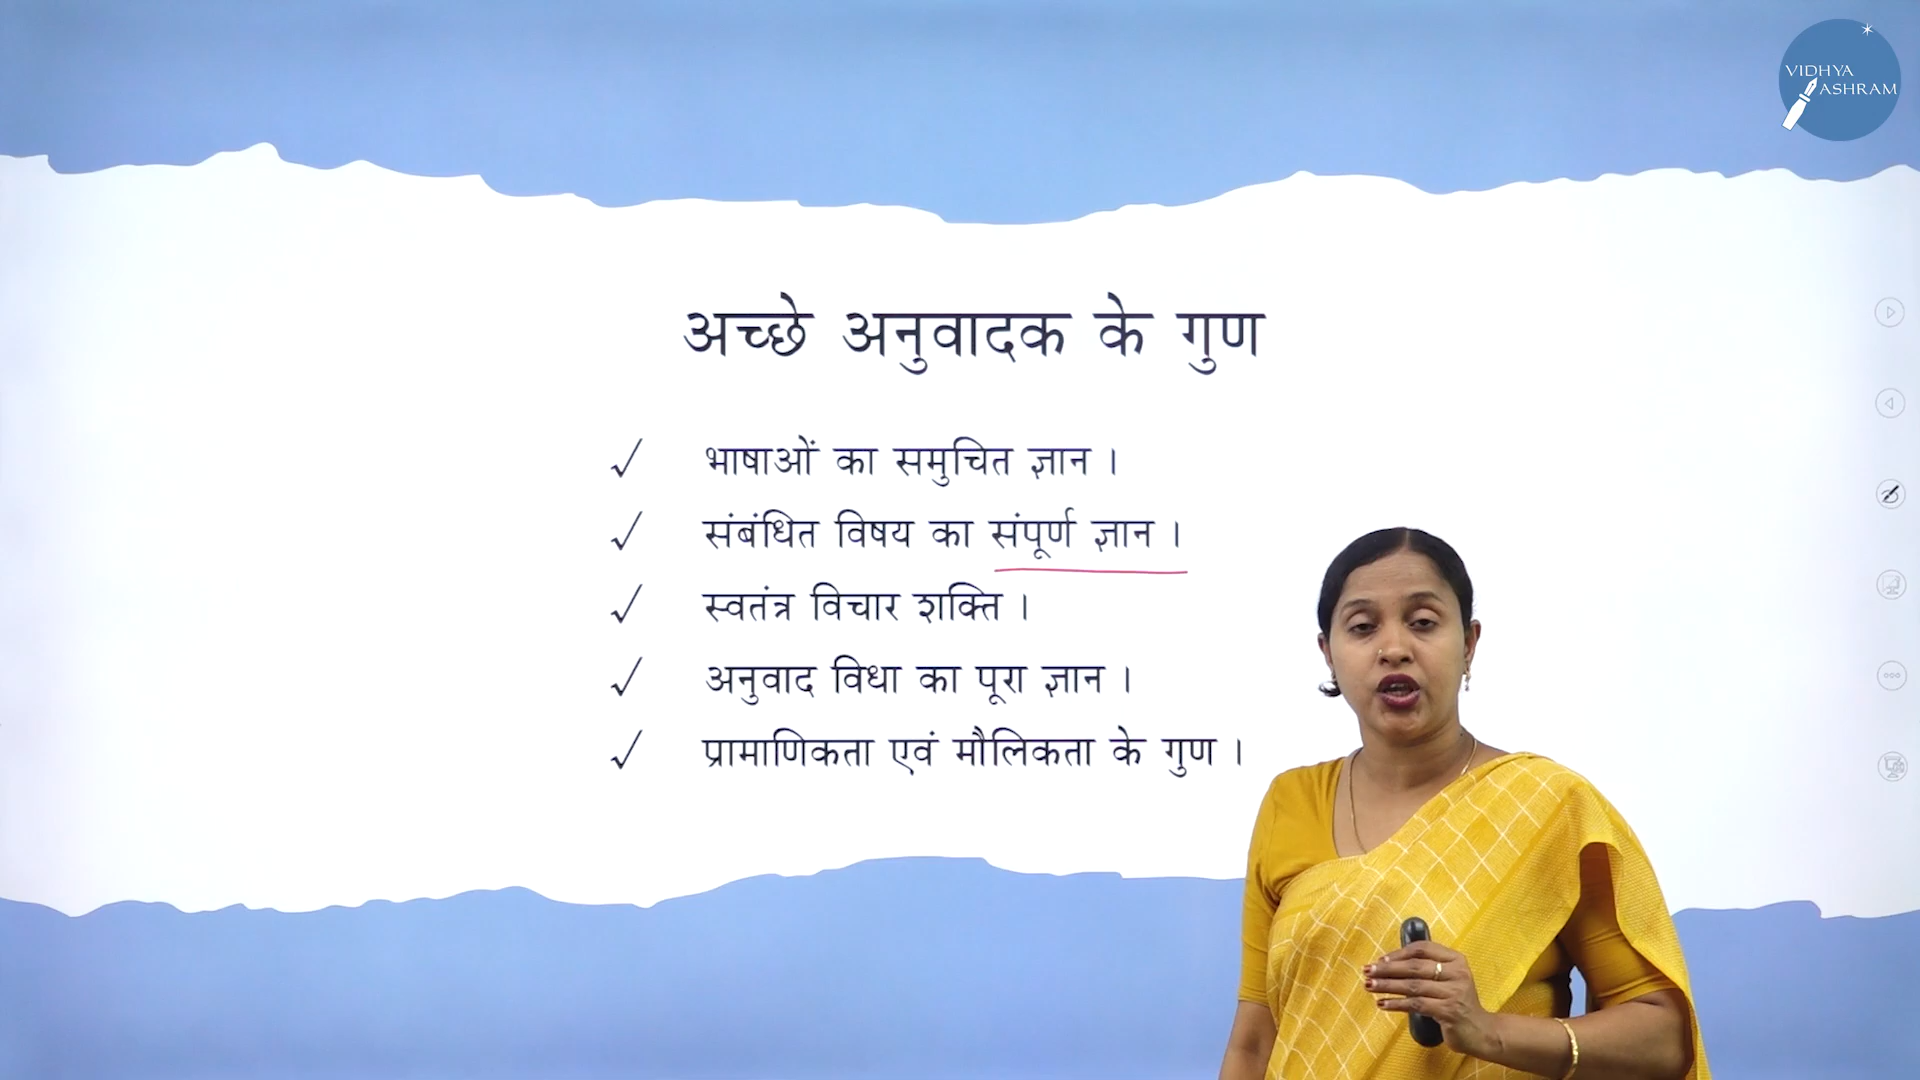 VIDHYA
ASHRAM
अच्छे अनुवादक के गुण
✓ भाषाओं का समुचित ज्ञान ।
✓ संबंधित विषय का संपूर्ण ज्ञान ।
✓ स्वतंत्र विचार शक्ति ।
✓ अनुवाद विधा का पूरा ज्ञान ।
✓ प्रामाणिकता एवं मौलिकता के गुण ।